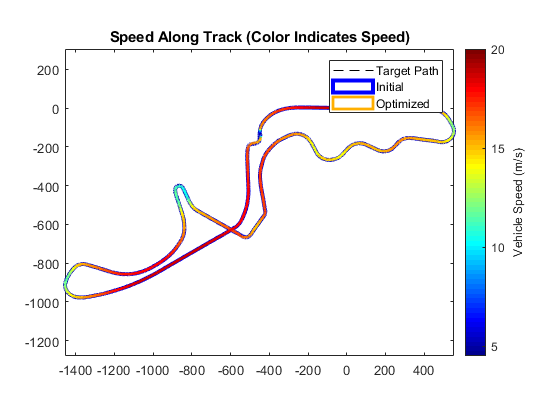 Speed Along Track (Color Indicates Speed)
Target Path
Initial
Optimized
200
0
-200
-400
-600
-800
-1000
-1200
-1400 -1200 -1000 -800 -600 -400 -200 0 200 400
20
15
10
5
Vehicle Speed (m/s)